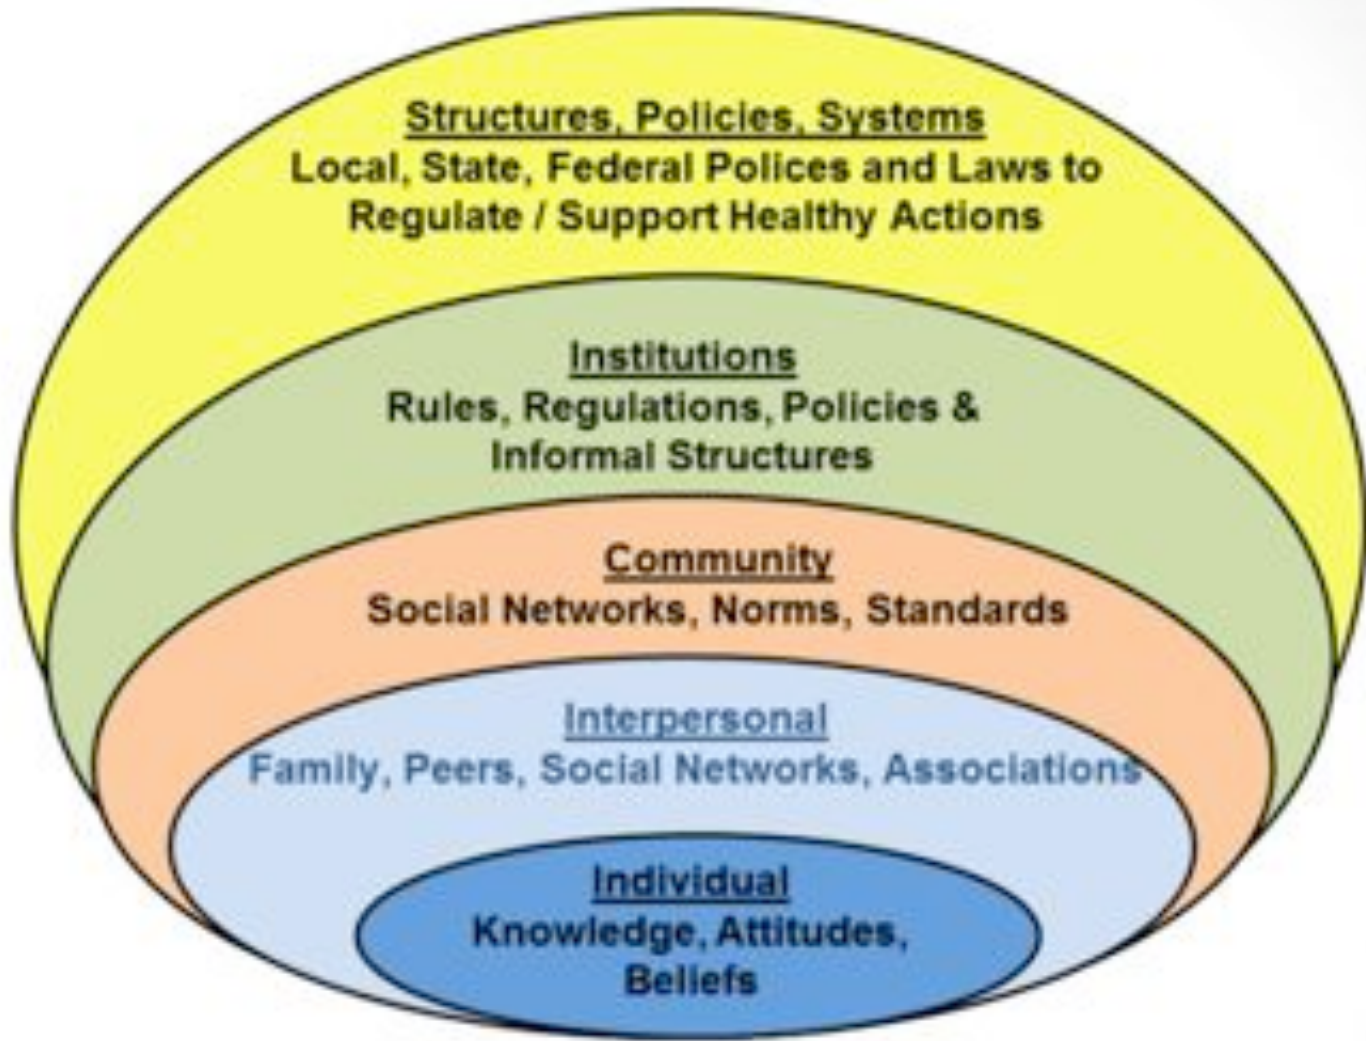 Structures, Policies, Systems
Local, State, Federal Polices and Laws to
Regulate / Support Healthy Actions
Institutions
Rules, Regulations, Policies &
Informal Structures
Community
Social Networks, Norms, Standards
Interpersonal
Family, Peers, Social Networks, Associations
Individual
Knowledge, Attitudes,
Beliefs